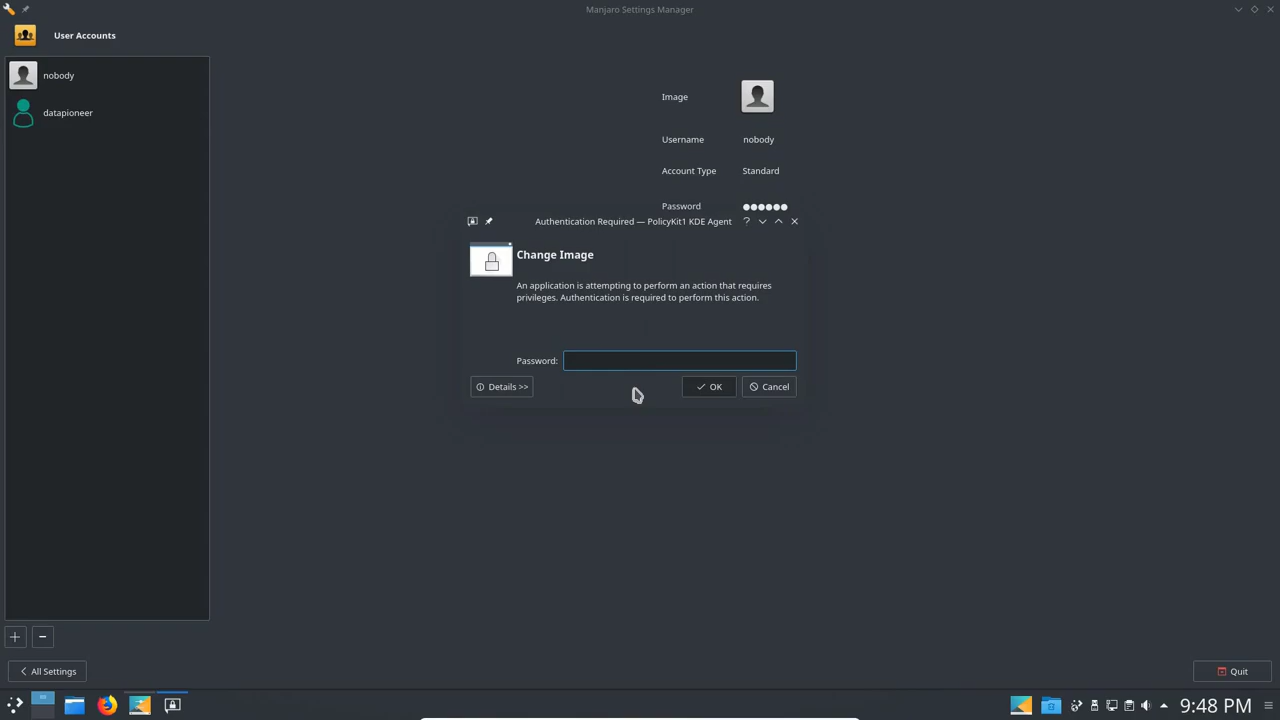 Manjaro Settings Manager
User Accounts
nobody
datapioneer
Image
Username nobody
Account Type Standard
Password ●●●●●●
Authentication Required — PolicyKit1 KDE Agent
Change Image
An application is attempting to perform an action that requires
privileges. Authentication is required to perform this action.
Password:
Details >>
OK
Cancel
All Settings
Quit
9:48 PM